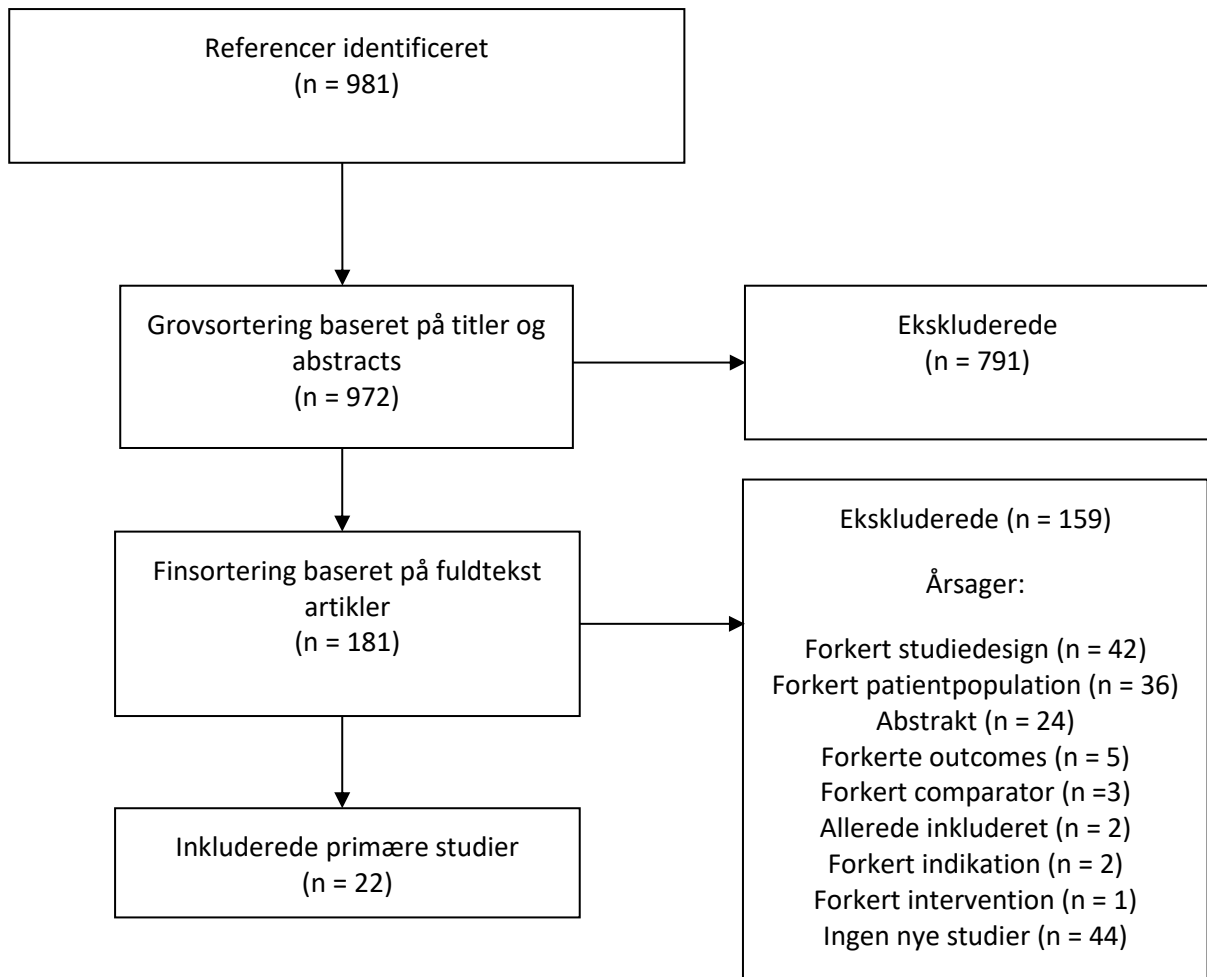 Referencer identificeret
(n = 981)
Grovsortering baseret på titler og
abstracts
(n = 972)
Ekskluderede
(n = 791)
Finsortering baseret på fuldtekst
artikler
(n = 181)
Ekskluderede (n = 159)
Årsager:
Forkert studiedesign (n = 42)
Forkert patientpopulation (n = 36)
Abstrakt (n = 24)
Forkerte outcomes (n = 5)
Forkert comparator (n =3)
Allerede inkluderet (n = 2)
Forkert indikation (n = 2)
Forkert intervention (n = 1)
Ingen nye studier (n = 44)
Inkluderede primære studier
(n = 22)